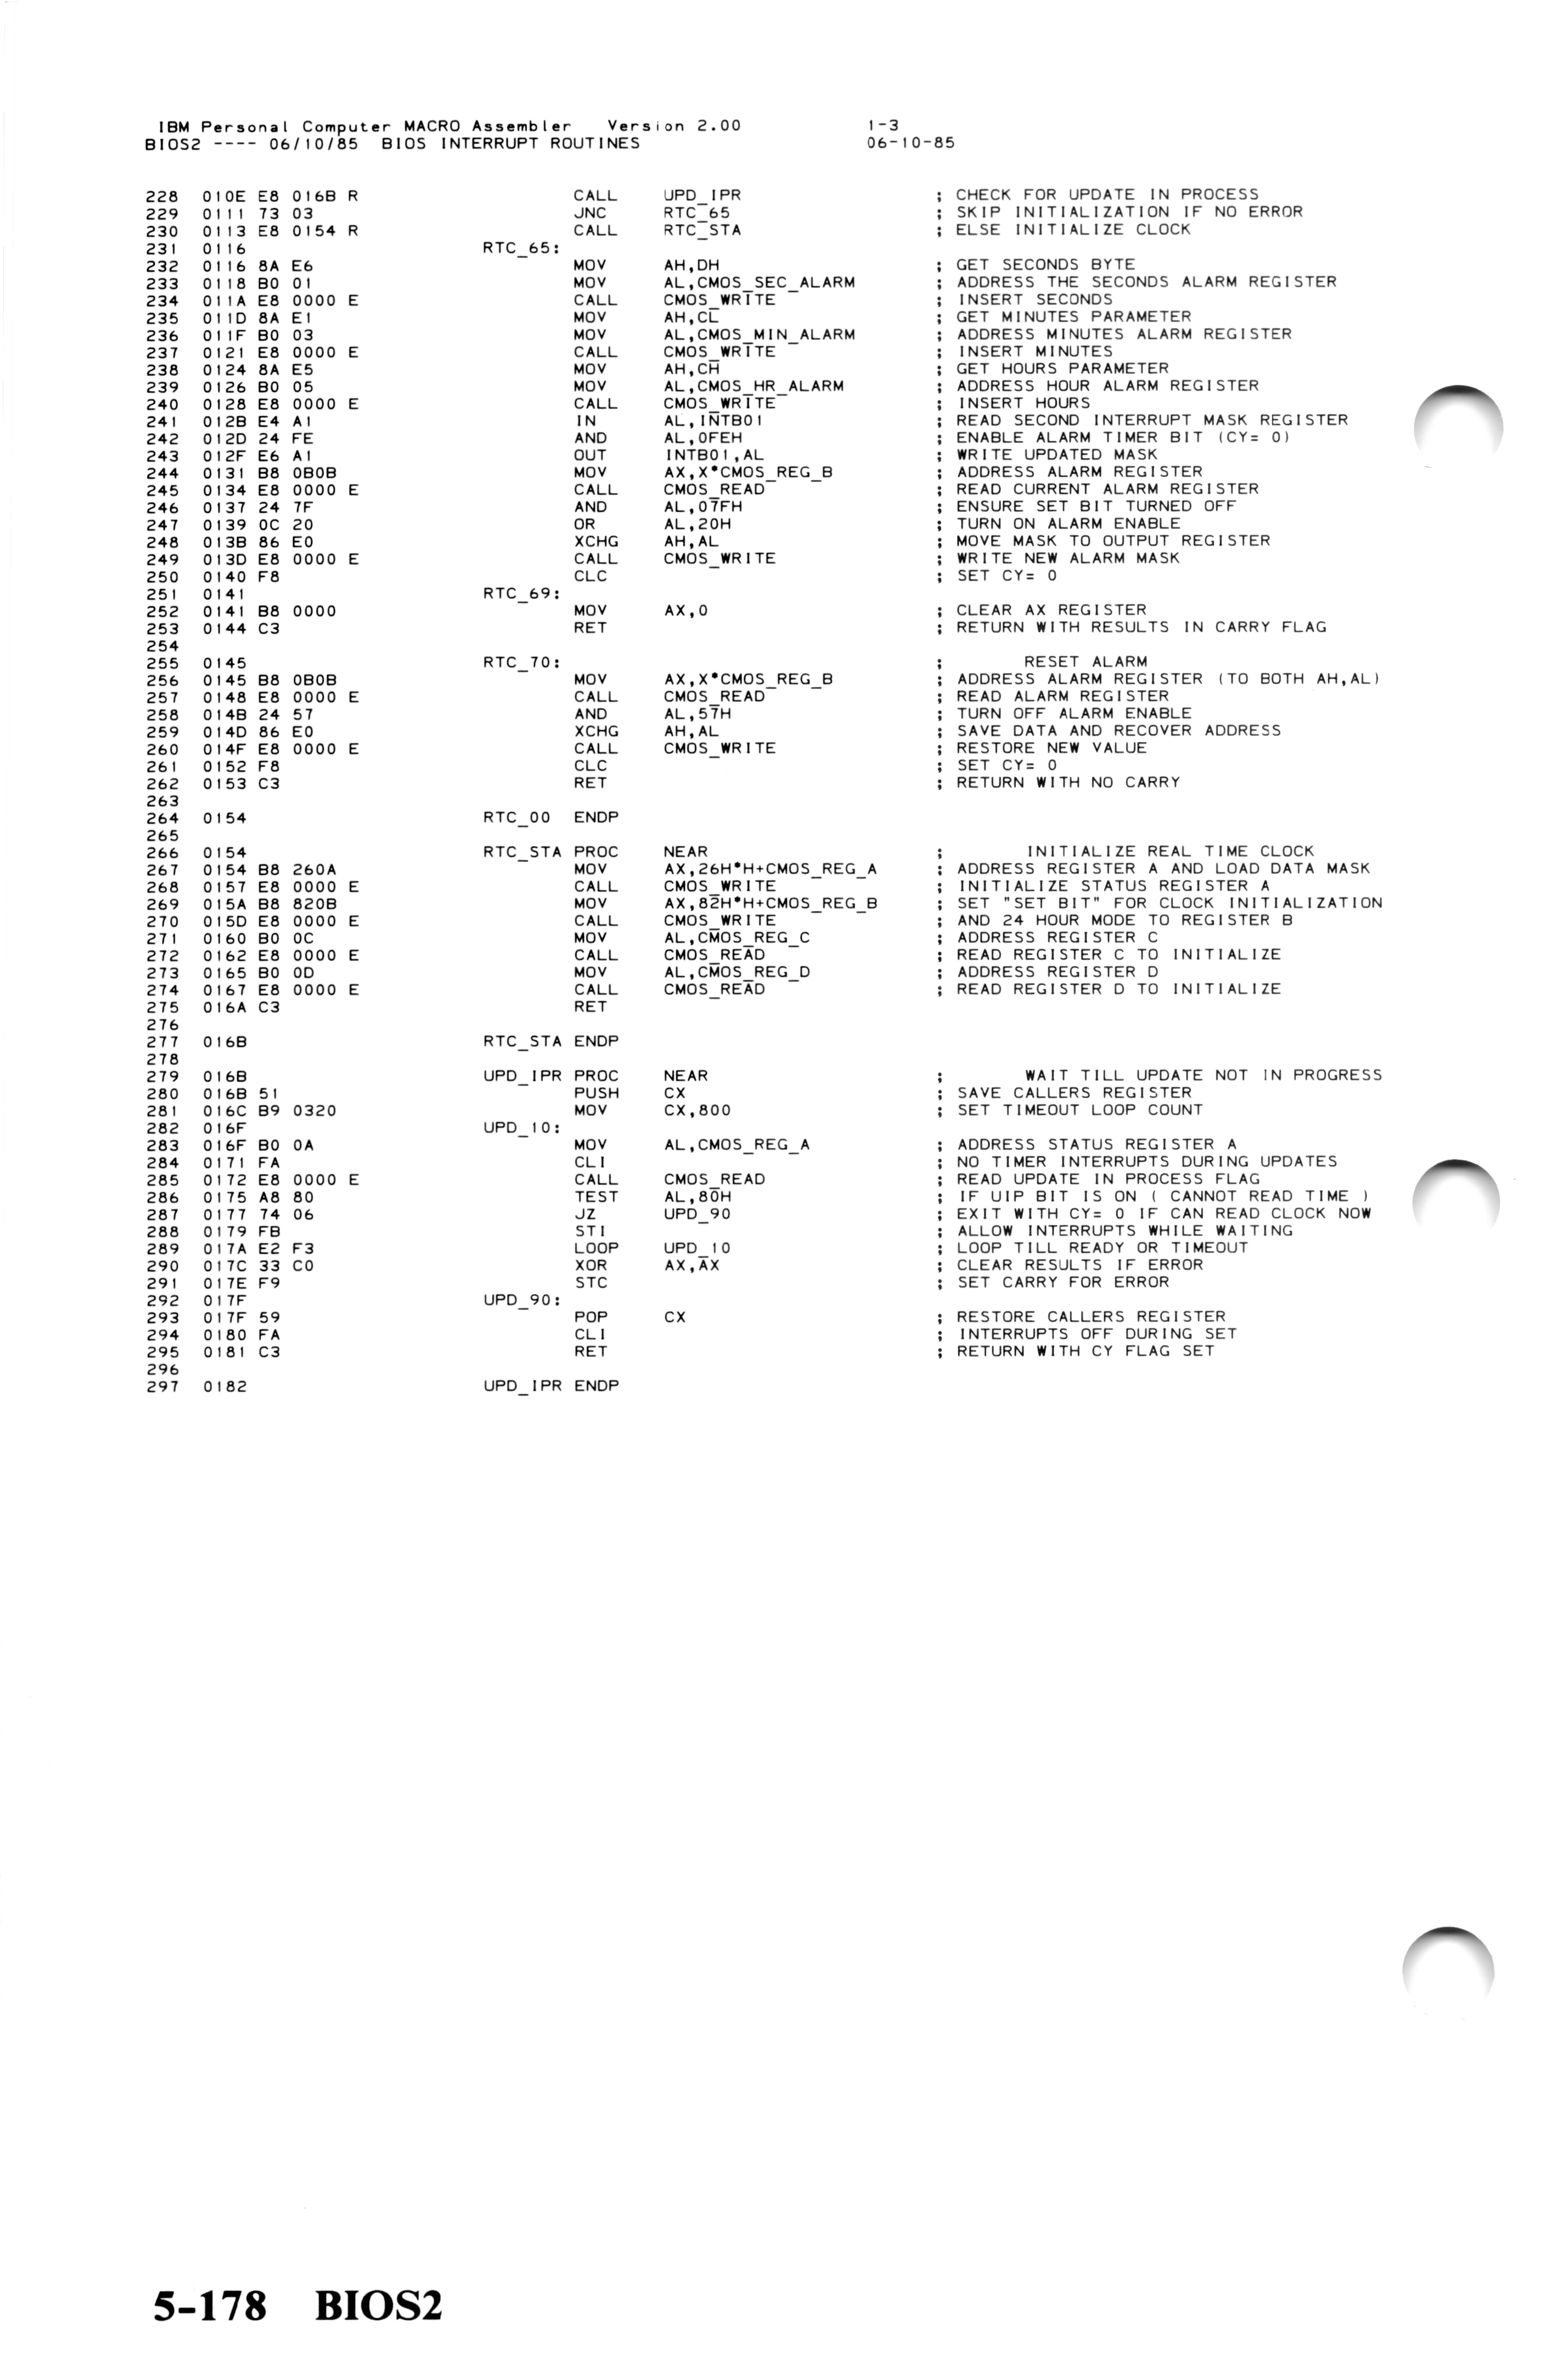 IBM Personal Computer MACRO Assembler   Version 2.00          1-3
BIOS2 ---- 06/10/85  BIOS INTERRUPT ROUTINES                  06-10-85
228  010E E8 016B R  CALL  UPD_IPR  ; CHECK FOR UPDATE IN PROCESS
229  0111 73 03  JNC  RTC_65  ; SKIP INITIALIZATION IF NO ERROR
230  0113 E8 0154 R  CALL  RTC_STA  ; ELSE INITIALIZE CLOCK
231  0116  RTC_65:
232  0116 8A E6  MOV  AH,DH  ; GET SECONDS BYTE
233  0118 B0 01  MOV  AL,CMOS_SEC_ALARM  ; ADDRESS THE SECONDS ALARM REGISTER
234  011A E8 0000 E  CALL  CMOS_WRITE  ; INSERT SECONDS
235  011D 8A E1  MOV  AH,CL  ; GET MINUTES PARAMETER
236  011F B0 03  MOV  AL,CMOS_MIN_ALARM  ; ADDRESS MINUTES ALARM REGISTER
237  0121 E8 0000 E  CALL  CMOS_WRITE  ; INSERT MINUTES
238  0124 8A E5  MOV  AH,CH  ; GET HOURS PARAMETER
239  0126 B0 05  MOV  AL,CMOS_HR_ALARM  ; ADDRESS HOUR ALARM REGISTER
240  0128 E8 0000 E  CALL  CMOS_WRITE  ; INSERT HOURS
241  012B E4 A1  IN  AL,INTB01  ; READ SECOND INTERRUPT MASK REGISTER
242  012D 24 FE  AND  AL,0FEH  ; ENABLE ALARM TIMER BIT (CY= 0)
243  012F E6 A1  OUT  INTB01,AL  ; WRITE UPDATED MASK
244  0131 B8 0B0B  MOV  AX,X*CMOS_REG_B  ; ADDRESS ALARM REGISTER
245  0134 E8 0000 E  CALL  CMOS_READ  ; READ CURRENT ALARM REGISTER
246  0137 24 7F  AND  AL,07FH  ; ENSURE SET BIT TURNED OFF
247  0139 0C 20  OR  AL,20H  ; TURN ON ALARM ENABLE
248  013B 86 E0  XCHG  AH,AL  ; MOVE MASK TO OUTPUT REGISTER
249  013D E8 0000 E  CALL  CMOS_WRITE  ; WRITE NEW ALARM MASK
250  0140 F8  CLC  ; SET CY= 0
251  0141  RTC_69:
252  0141 B8 0000  MOV  AX,0  ; CLEAR AX REGISTER
253  0144 C3  RET  ; RETURN WITH RESULTS IN CARRY FLAG
254
255  0145  RTC_70:  ; RESET ALARM
256  0145 B8 0B0B  MOV  AX,X*CMOS_REG_B  ; ADDRESS ALARM REGISTER (TO BOTH AH,AL)
257  0148 E8 0000 E  CALL  CMOS_READ  ; READ ALARM REGISTER
258  014B 24 57  AND  AL,57H  ; TURN OFF ALARM ENABLE
259  014D 86 E0  XCHG  AH,AL  ; SAVE DATA AND RECOVER ADDRESS
260  014F E8 0000 E  CALL  CMOS_WRITE  ; RESTORE NEW VALUE
261  0152 F8  CLC  ; SET CY= 0
262  0153 C3  RET  ; RETURN WITH NO CARRY
263
264  0154  RTC_00  ENDP
265
266  0154  RTC_STA PROC  NEAR  ; INITIALIZE REAL TIME CLOCK
267  0154 B8 260A  MOV  AX,26H*H+CMOS_REG_A  ; ADDRESS REGISTER A AND LOAD DATA MASK
268  0157 E8 0000 E  CALL  CMOS_WRITE  ; INITIALIZE STATUS REGISTER A
269  015A B8 820B  MOV  AX,82H*H+CMOS_REG_B  ; SET "SET BIT" FOR CLOCK INITIALIZATION
270  015D E8 0000 E  CALL  CMOS_WRITE  ; AND 24 HOUR MODE TO REGISTER B
271  0160 B0 0C  MOV  AL,CMOS_REG_C  ; ADDRESS REGISTER C
272  0162 E8 0000 E  CALL  CMOS_READ  ; READ REGISTER C TO INITIALIZE
273  0165 B0 0D  MOV  AL,CMOS_REG_D  ; ADDRESS REGISTER D
274  0167 E8 0000 E  CALL  CMOS_READ  ; READ REGISTER D TO INITIALIZE
275  016A C3  RET
276
277  016B  RTC_STA ENDP
278
279  016B  UPD_IPR PROC  NEAR  ; WAIT TILL UPDATE NOT IN PROGRESS
280  016B 51  PUSH  CX  ; SAVE CALLERS REGISTER
281  016C B9 0320  MOV  CX,800  ; SET TIMEOUT LOOP COUNT
282  016F  UPD_10:
283  016F B0 0A  MOV  AL,CMOS_REG_A  ; ADDRESS STATUS REGISTER A
284  0171 FA  CLI  ; NO TIMER INTERRUPTS DURING UPDATES
285  0172 E8 0000 E  CALL  CMOS_READ  ; READ UPDATE IN PROCESS FLAG
286  0175 A8 80  TEST  AL,80H  ; IF UIP BIT IS ON ( CANNOT READ TIME )
287  0177 74 06  JZ  UPD_90  ; EXIT WITH CY= 0 IF CAN READ CLOCK NOW
288  0179 FB  STI  ; ALLOW INTERRUPTS WHILE WAITING
289  017A E2 F3  LOOP  UPD_10  ; LOOP TILL READY OR TIMEOUT
290  017C 33 C0  XOR  AX,AX  ; CLEAR RESULTS IF ERROR
291  017E F9  STC  ; SET CARRY FOR ERROR
292  017F  UPD_90:
293  017F 59  POP  CX  ; RESTORE CALLERS REGISTER
294  0180 FA  CLI  ; INTERRUPTS OFF DURING SET
295  0181 C3  RET  ; RETURN WITH CY FLAG SET
296
297  0182  UPD_IPR ENDP
5-178 BIOS2